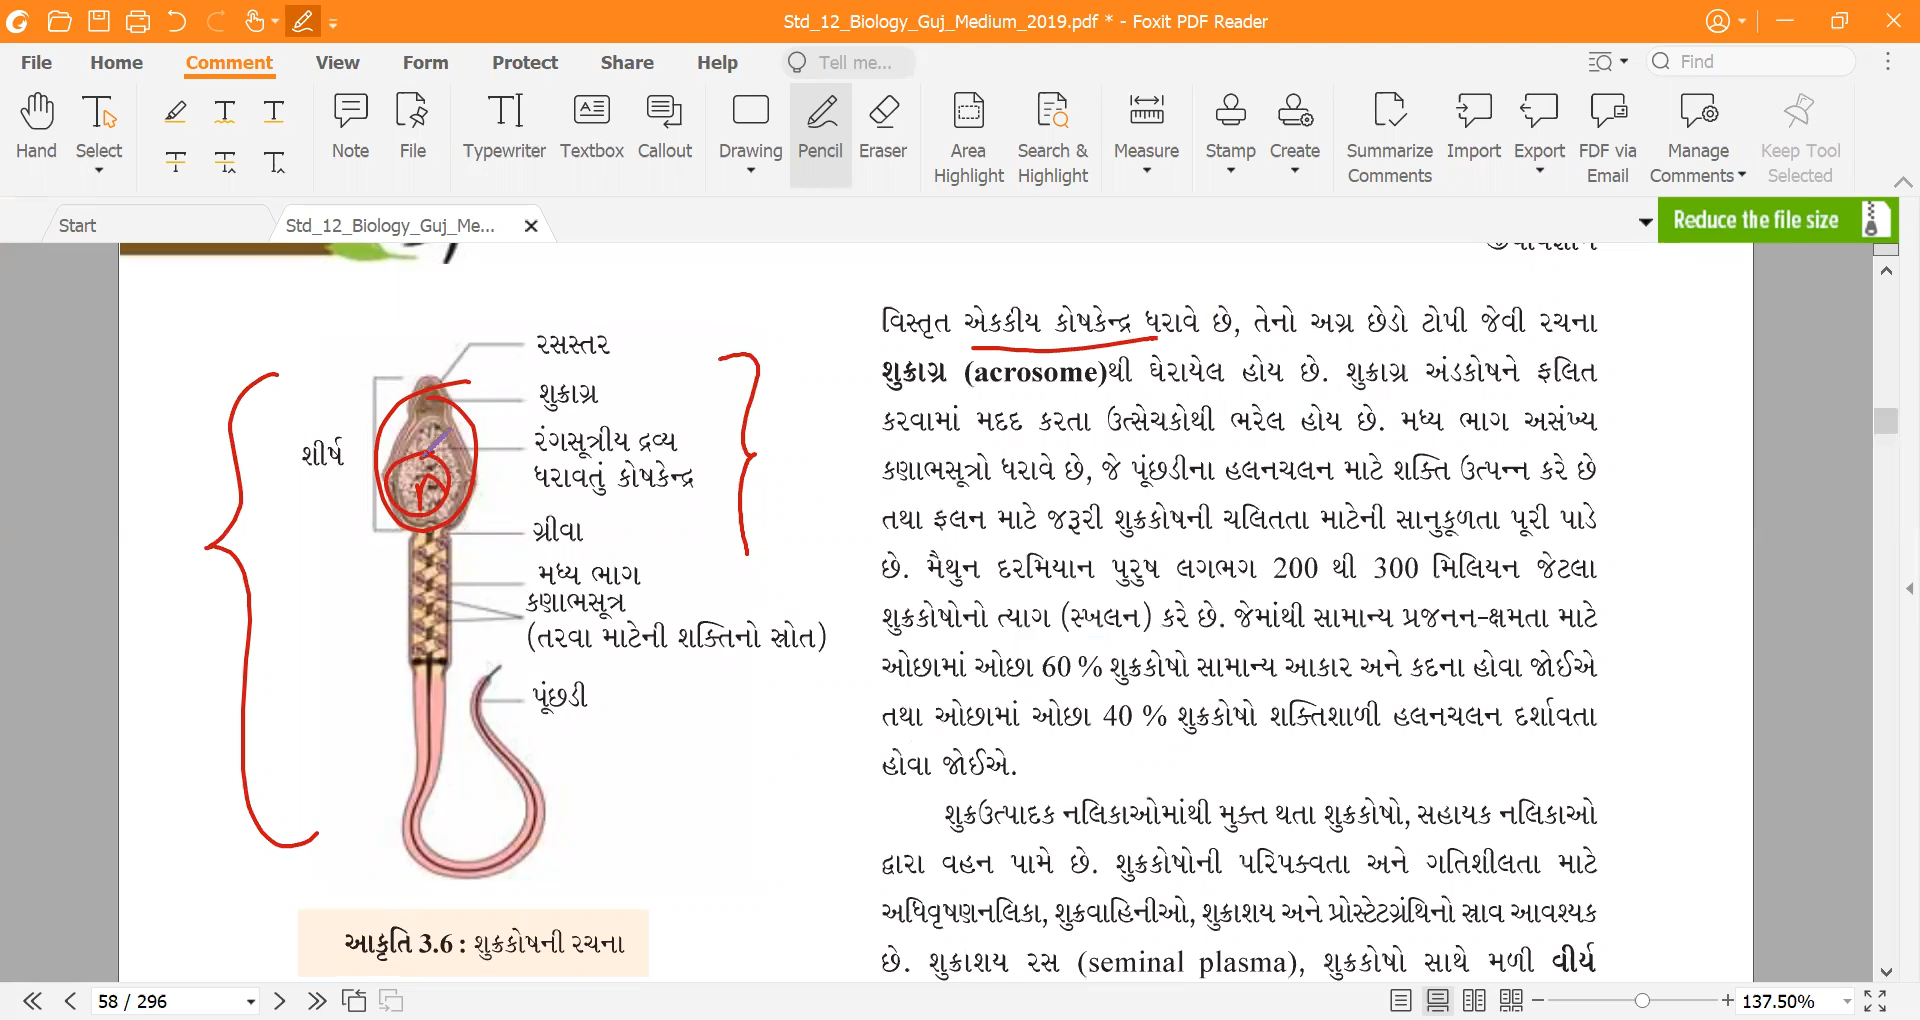 Std_12_Biology_Guj_Medium_2019.pdf * - Foxit PDF Reader
File Home Comment View Form Protect Share Help Tell me... Find
Hand Select Note File Typewriter Textbox Callout Drawing Pencil Eraser Area Highlight Search & Highlight Measure Stamp Create Summarize Comments Import Export FDF via Email Manage Comments Keep Tool Selected
Start Std_12_Biology_Guj_Me... Reduce the file size
રસસ્તર
શુક્રાગ્ર
શીર્ષ
રંગસૂત્રીય દ્રવ્ય
ધરાવતું કોષકેન્દ્ર
n
ગ્રીવા
મધ્ય ભાગ
કણાભસૂત્ર
(તરવા માટેની શક્તિનો સ્રોત)
પૂંછડી
આકૃતિ 3.6 : શુક્રકોષની રચના
વિસ્તૃત એકકીય કોષકેન્દ્ર ધરાવે છે, તેનો અગ્ર છેડો ટોપી જેવી રચના
શુક્રાગ્ર (acrosome)થી ઘેરાયેલ હોય છે. શુક્રાગ્ર અંડકોષને ફલિત
કરવામાં મદદ કરતા ઉત્સેચકોથી ભરેલ હોય છે. મધ્ય ભાગ અસંખ્ય
કણાભસૂત્રો ધરાવે છે, જે પૂંછડીના હલનચલન માટે શક્તિ ઉત્પન્ન કરે છે
તથા ફલન માટે જરૂરી શુક્રકોષની ચલિતતા માટેની સાનુકૂળતા પૂરી પાડે
છે. મૈથુન દરમિયાન પુરુષ લગભગ 200 થી 300 મિલિયન જેટલા
શુક્રકોષોનો ત્યાગ (સ્ખલન) કરે છે. જેમાંથી સામાન્ય પ્રજનન-ક્ષમતા માટે
ઓછામાં ઓછા 60 % શુક્રકોષો સામાન્ય આકાર અને કદના હોવા જોઈએ
તથા ઓછામાં ઓછા 40 % શુક્રકોષો શક્તિશાળી હલનચલન દર્શાવતા
હોવા જોઈએ.
શુક્રઉત્પાદક નલિકાઓમાંથી મુક્ત થતા શુક્રકોષો, સહાયક નલિકાઓ
દ્વારા વહન પામે છે. શુક્રકોષોની પરિપક્વતા અને ગતિશીલતા માટે
અધિવૃષણનલિકા, શુક્રવાહિનીઓ, શુક્રાશય અને પ્રોસ્ટેટગ્રંથિનો સ્રાવ આવશ્યક
છે. શુક્રાશય રસ (seminal plasma), શુક્રકોષો સાથે મળી વીર્ય
58 / 296 137.50%